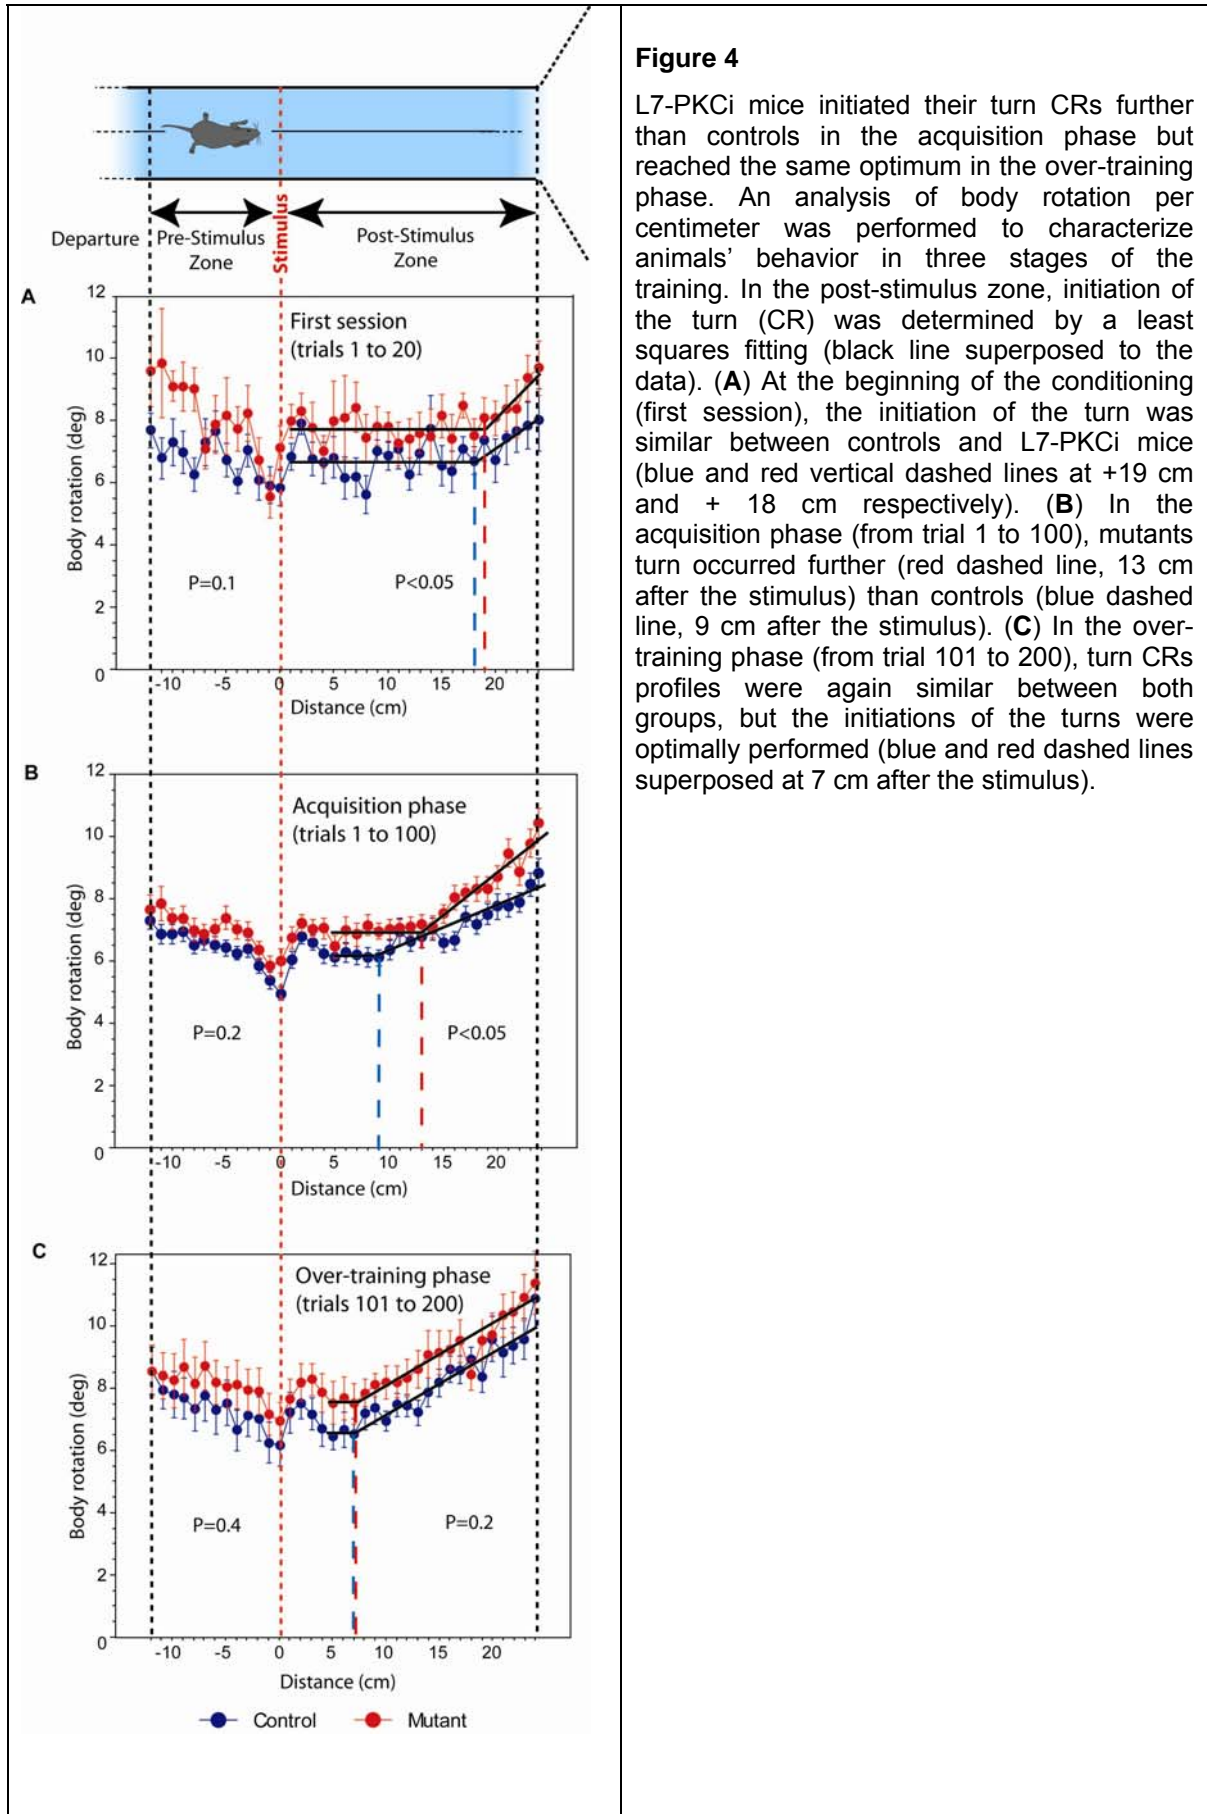 Departure
Pre-Stimulus
Zone
Stimulus
Post-Stimulus
Zone
A
12
10
8
6
4
2
0
Body rotation (deg)
First session
(trials 1 to 20)
P=0.1
P<0.05
-10
-5
0
5
10
15
20
Distance (cm)
B
12
10
8
6
4
2
0
Body rotation (deg)
Acquisition phase
(trials 1 to 100)
P=0.2
P<0.05
-10
-5
0
5
10
15
20
Distance (cm)
C
12
10
8
6
4
2
0
Body rotation (deg)
Over-training phase
(trials 101 to 200)
P=0.4
P=0.2
-10
-5
0
5
10
15
20
Distance (cm)
Control
Mutant
Figure 4
L7-PKCi mice initiated their turn CRs further
than controls in the acquisition phase but
reached the same optimum in the over-training
phase. An analysis of body rotation per
centimeter was performed to characterize
animals' behavior in three stages of the
training. In the post-stimulus zone, initiation of
the turn (CR) was determined by a least
squares fitting (black line superposed to the
data). (A) At the beginning of the conditioning
(first session), the initiation of the turn was
similar between controls and L7-PKCi mice
(blue and red vertical dashed lines at +19 cm
and + 18 cm respectively). (B) In the
acquisition phase (from trial 1 to 100), mutants
turn occurred further (red dashed line, 13 cm
after the stimulus) than controls (blue dashed
line, 9 cm after the stimulus). (C) In the over-
training phase (from trial 101 to 200), turn CRs
profiles were again similar between both
groups, but the initiations of the turns were
optimally performed (blue and red dashed lines
superposed at 7 cm after the stimulus).